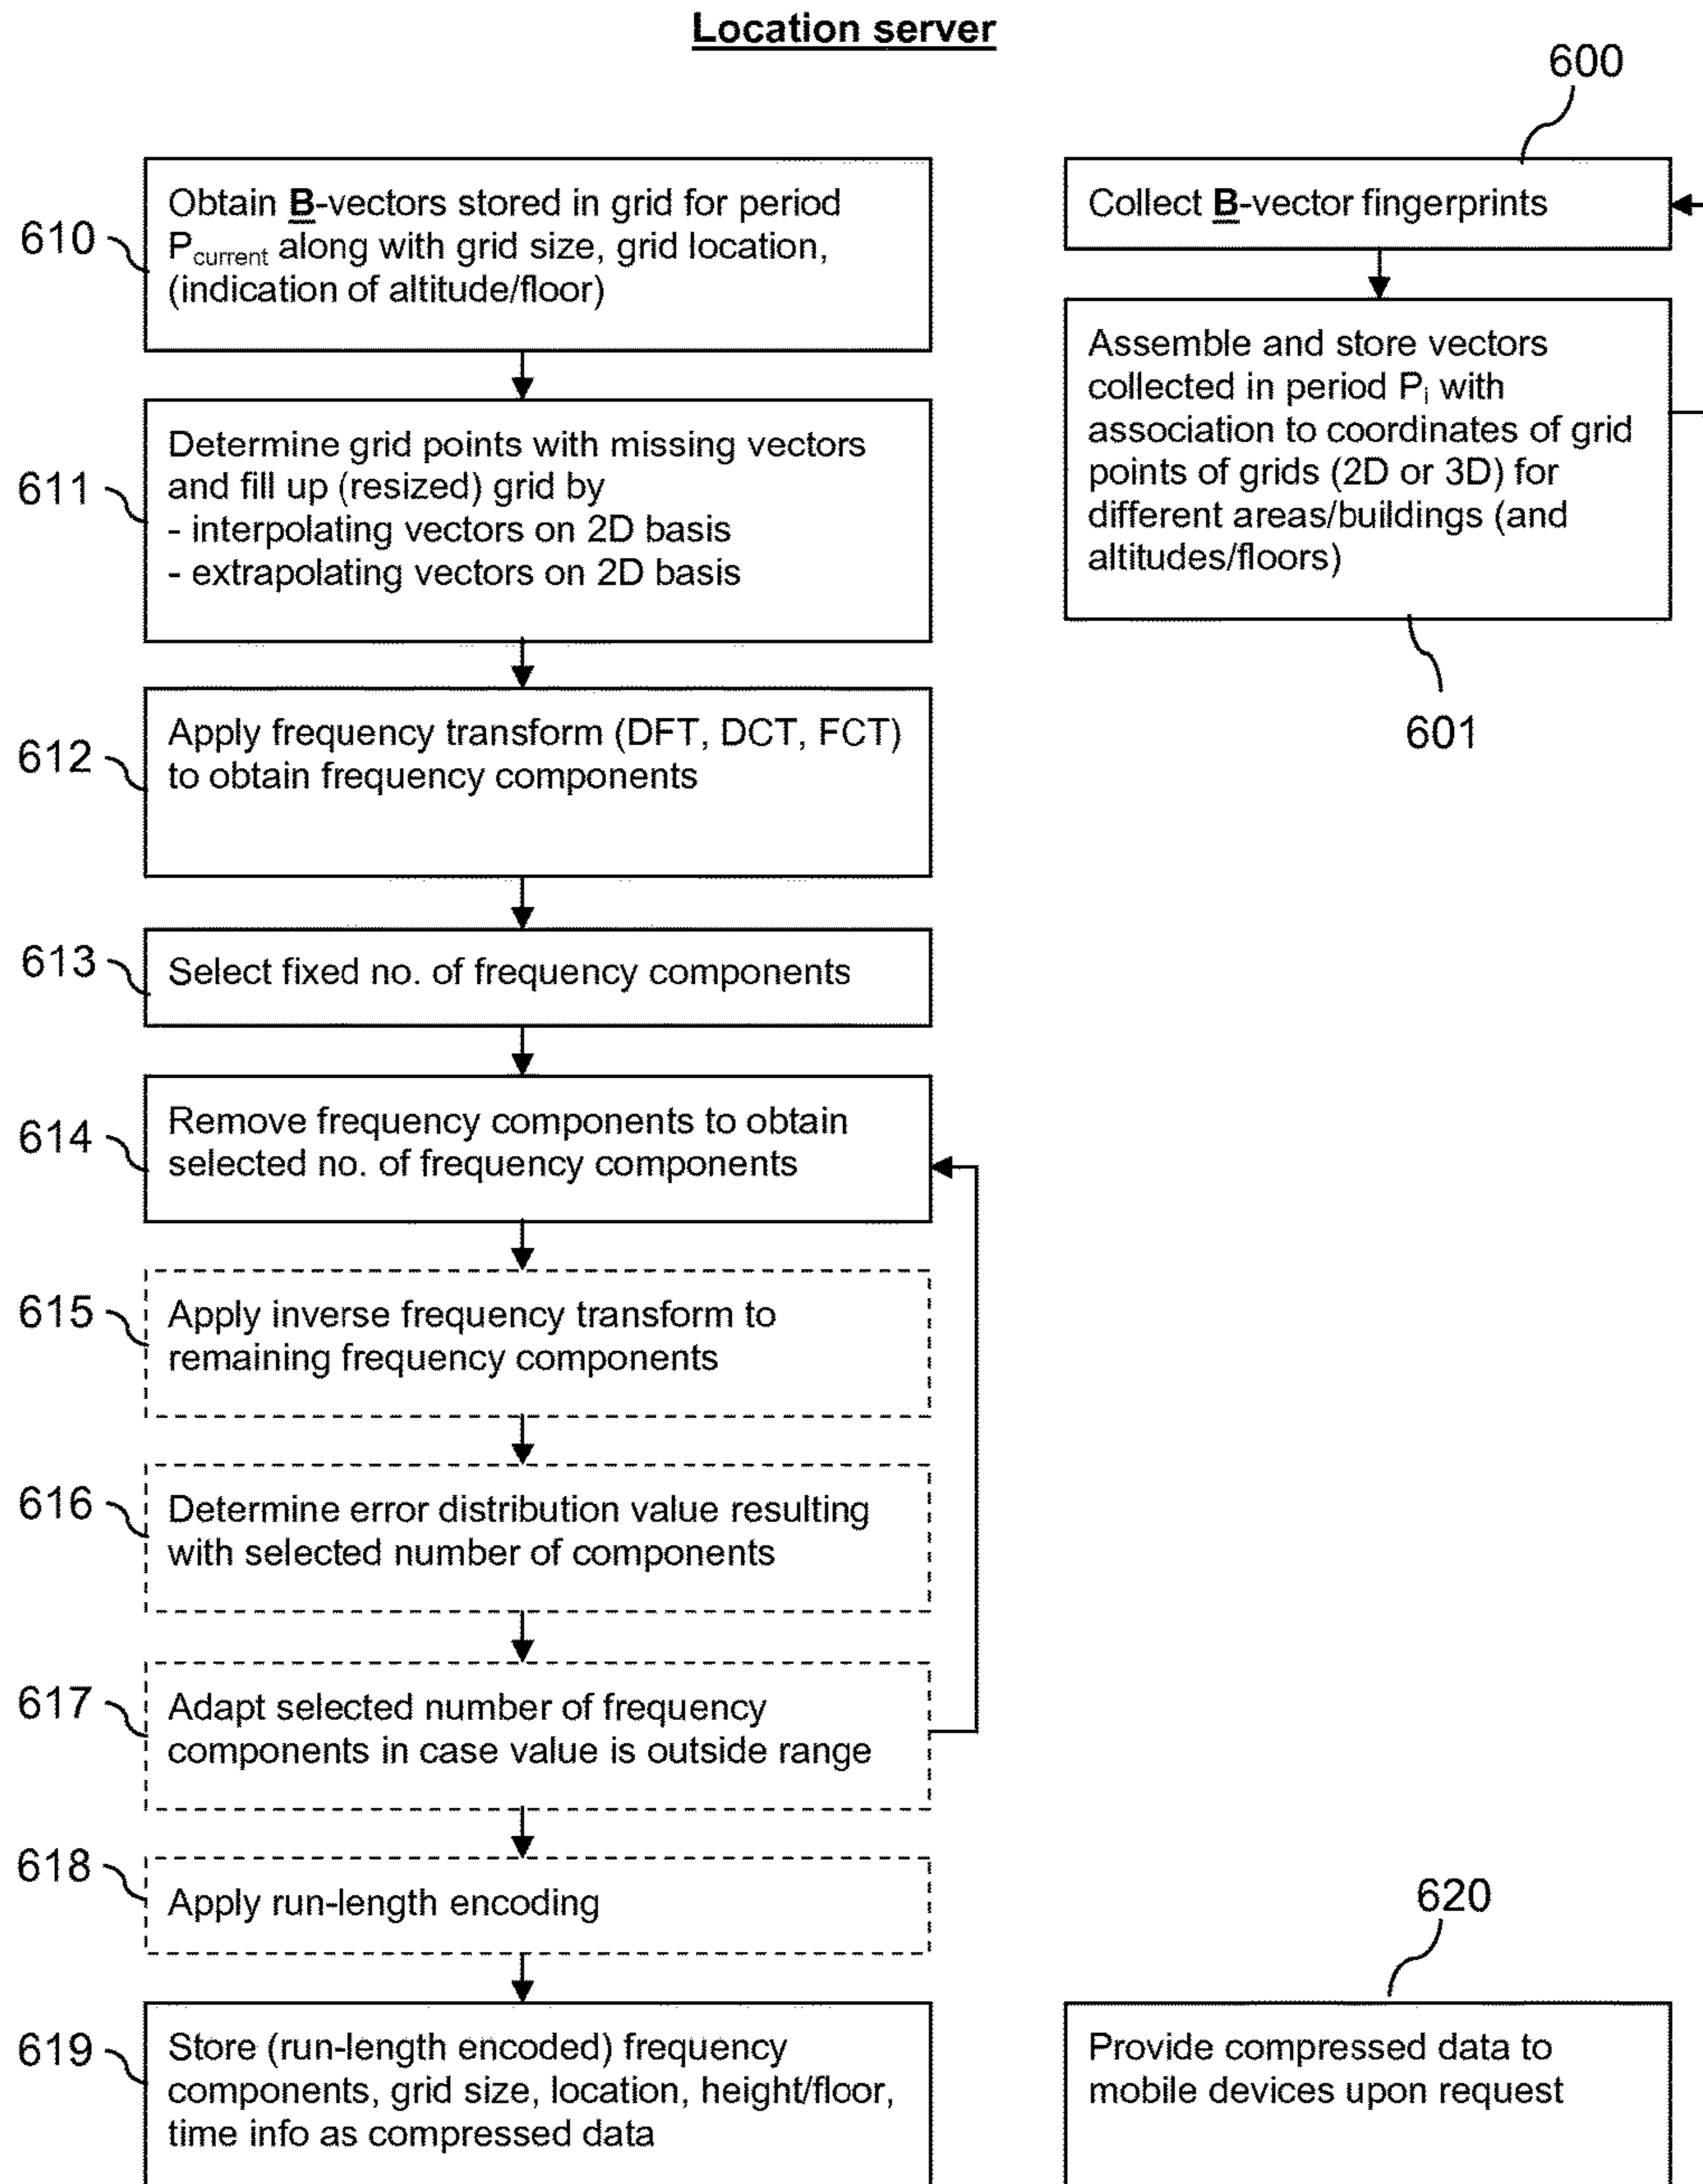 Location server
600
Collect B-vector fingerprints
Assemble and store vectors
collected in period Pi with
association to coordinates of grid
points of grids (2D or 3D) for
different areas/buildings (and
altitudes/floors)
601
610
Obtain B-vectors stored in grid for period
Pcurrent along with grid size, grid location,
(indication of altitude/floor)
611
Determine grid points with missing vectors
and fill up (resized) grid by
- interpolating vectors on 2D basis
- extrapolating vectors on 2D basis
612
Apply frequency transform (DFT, DCT, FCT)
to obtain frequency components
613
Select fixed no. of frequency components
614
Remove frequency components to obtain
selected no. of frequency components
615
Apply inverse frequency transform to
remaining frequency components
616
Determine error distribution value resulting
with selected number of components
617
Adapt selected number of frequency
components in case value is outside range
618
Apply run-length encoding
619
Store (run-length encoded) frequency
components, grid size, location, height/floor,
time info as compressed data
620
Provide compressed data to
mobile devices upon request